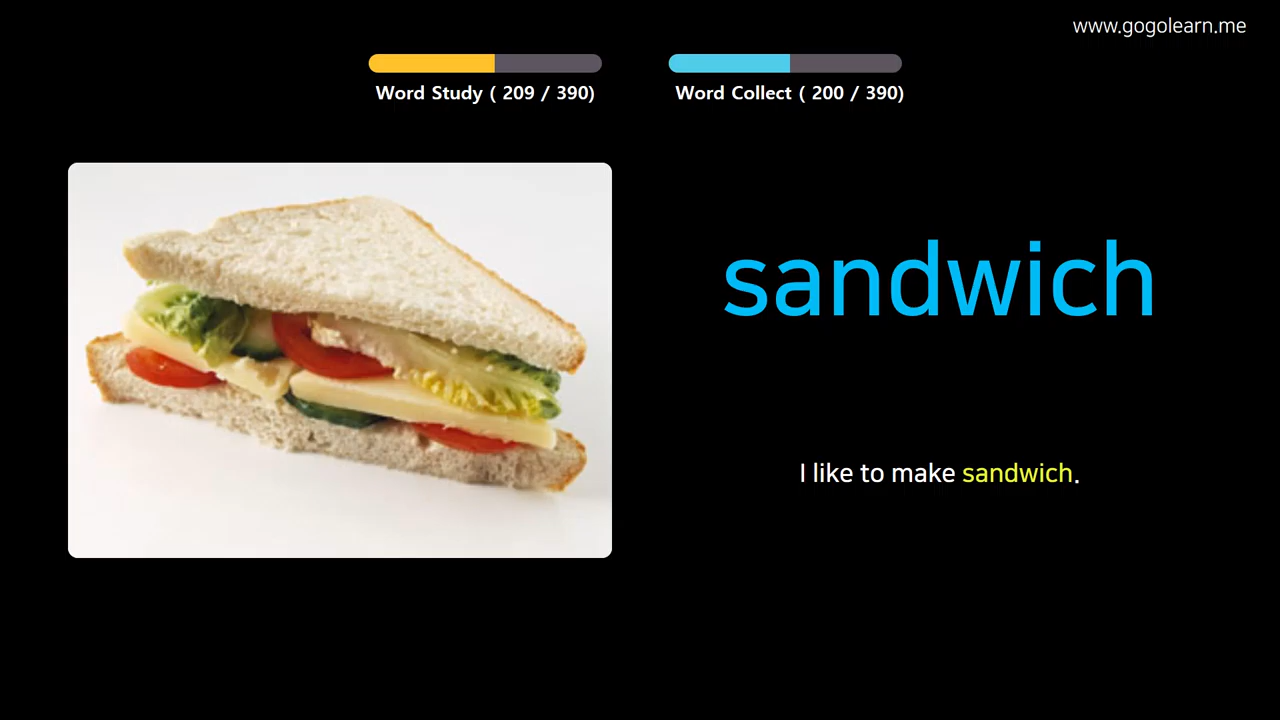 www.gogolearn.me
Word Study ( 209 / 390)
Word Collect ( 200 / 390)
sandwich
I like to make sandwich.